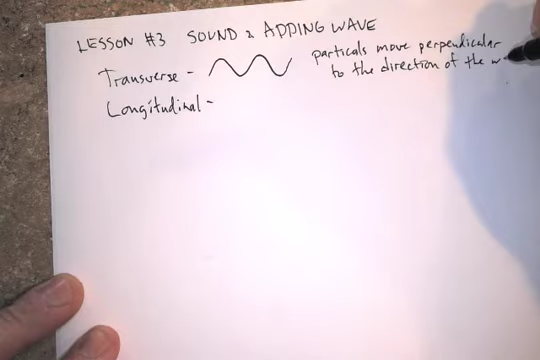 LESSON #3 SOUND & ADDING WAVE
Transverse - particals move perpendicular
to the direction of the w
Longitudinal -